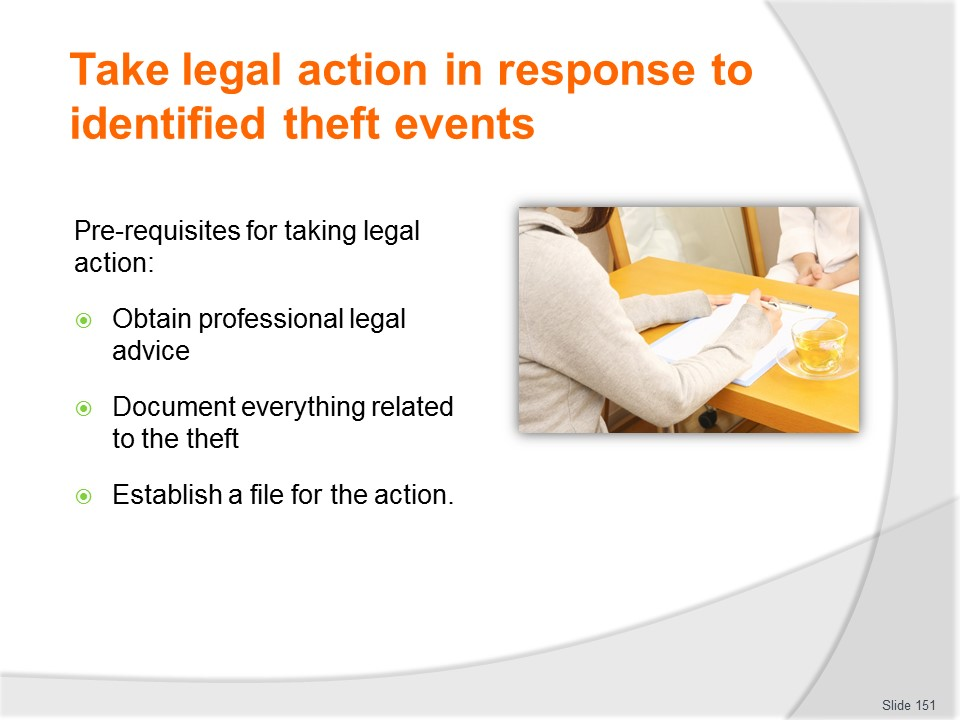 Take legal action in response to
identified theft events
Pre-requisites for taking legal
action:
Obtain professional legal
advice
Document everything related
to the theft
Establish a file for the action.
Slide 151